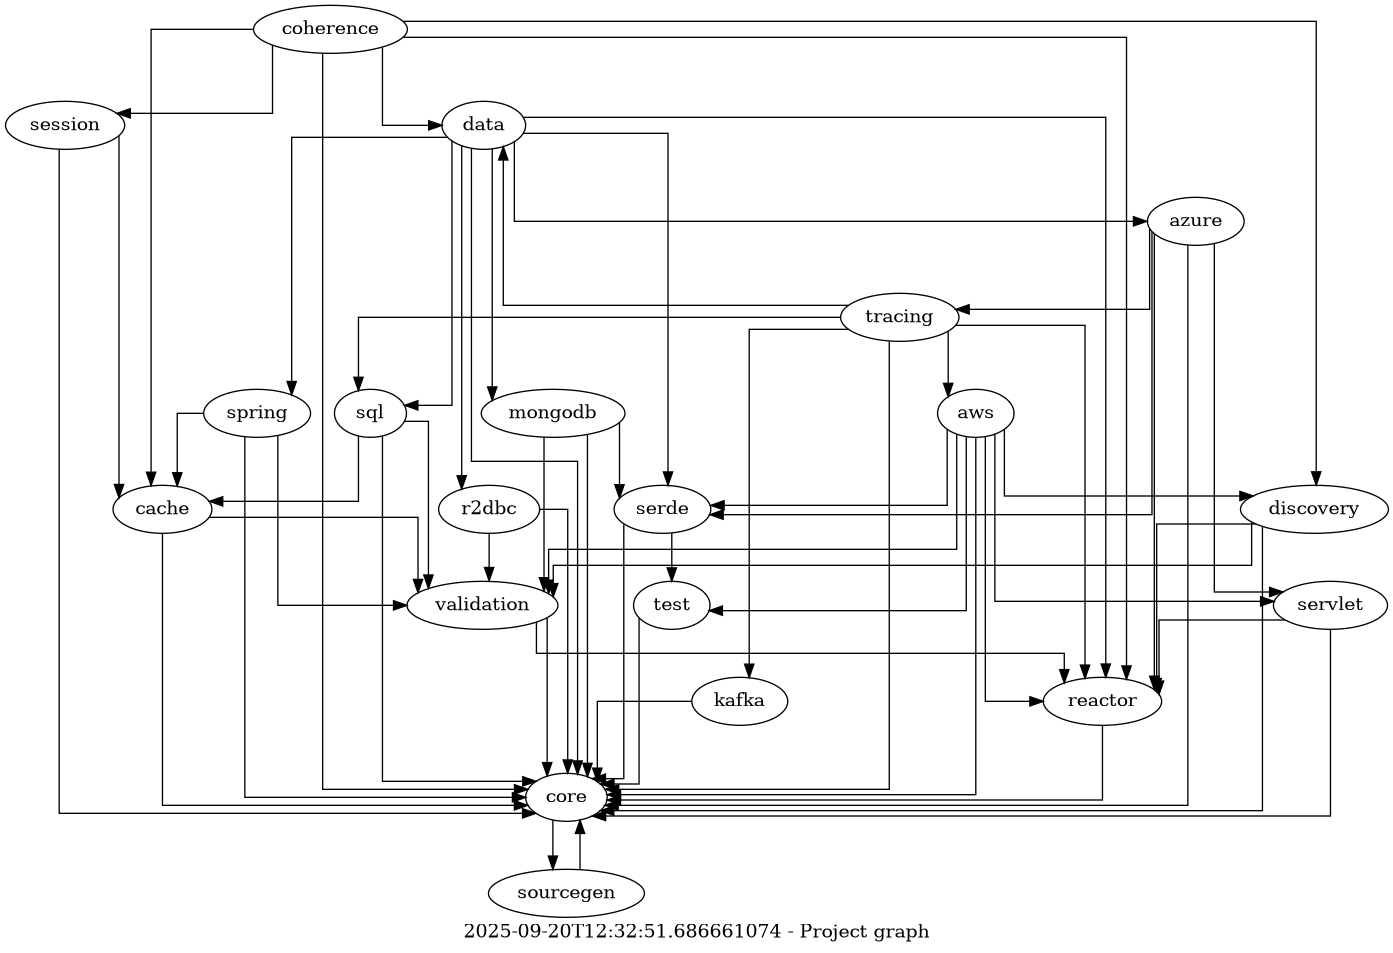 coherence
session
data
azure
tracing
spring
sql
mongodb
aws
cache
r2dbc
serde
discovery
validation
test
servlet
kafka
reactor
core
sourcegen
2025-09-20T12:32:51.686661074 - Project graph